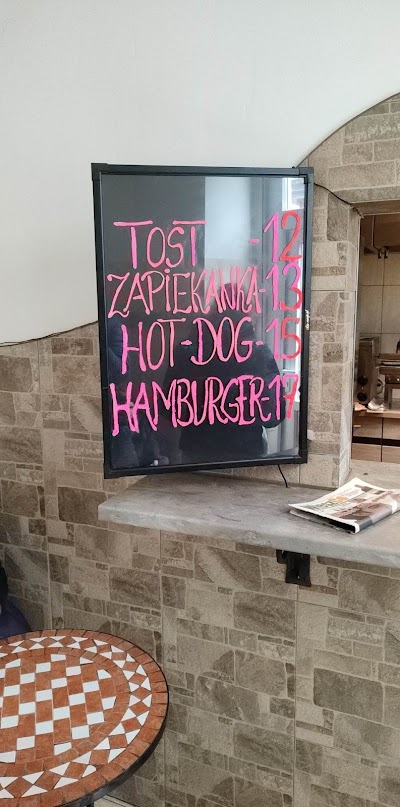 TOST - 12
ZAPIEKANKA - 13
HOT-DOG - 15
HAMBURGER 17